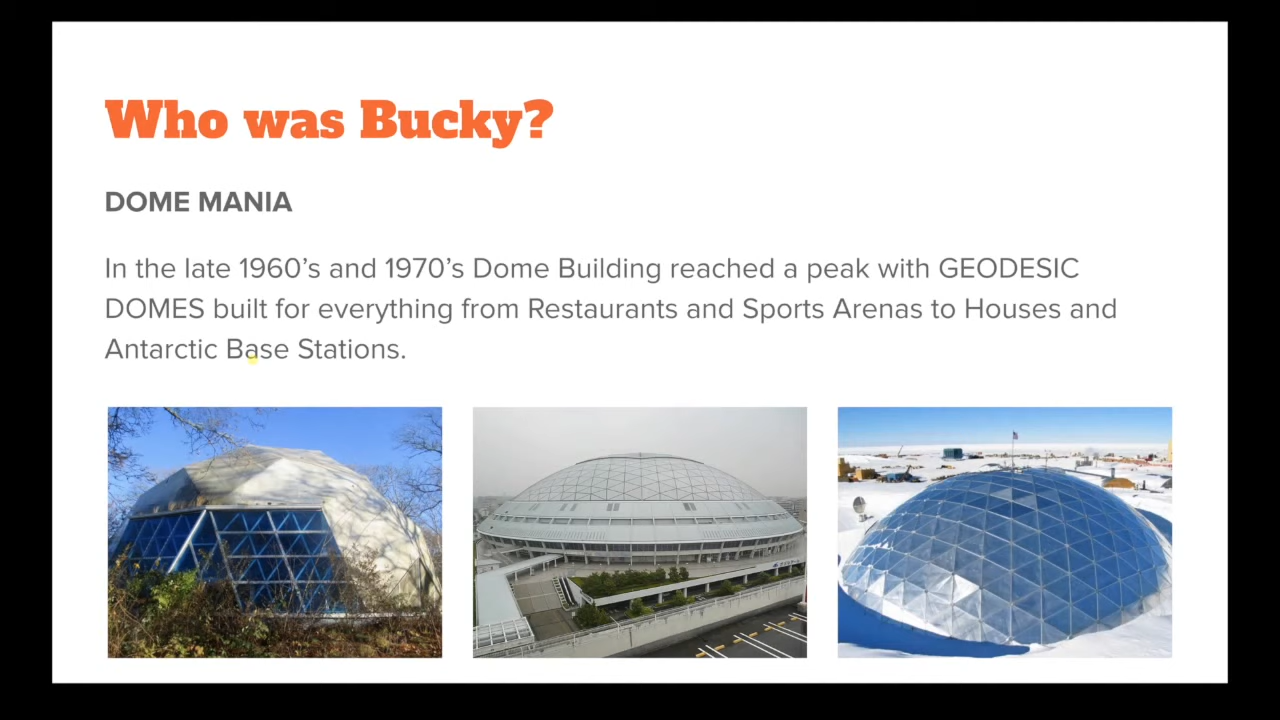 Who was Bucky?
DOME MANIA
In the late 1960’s and 1970’s Dome Building reached a peak with GEODESIC
DOMES built for everything from Restaurants and Sports Arenas to Houses and
Antarctic Base Stations.